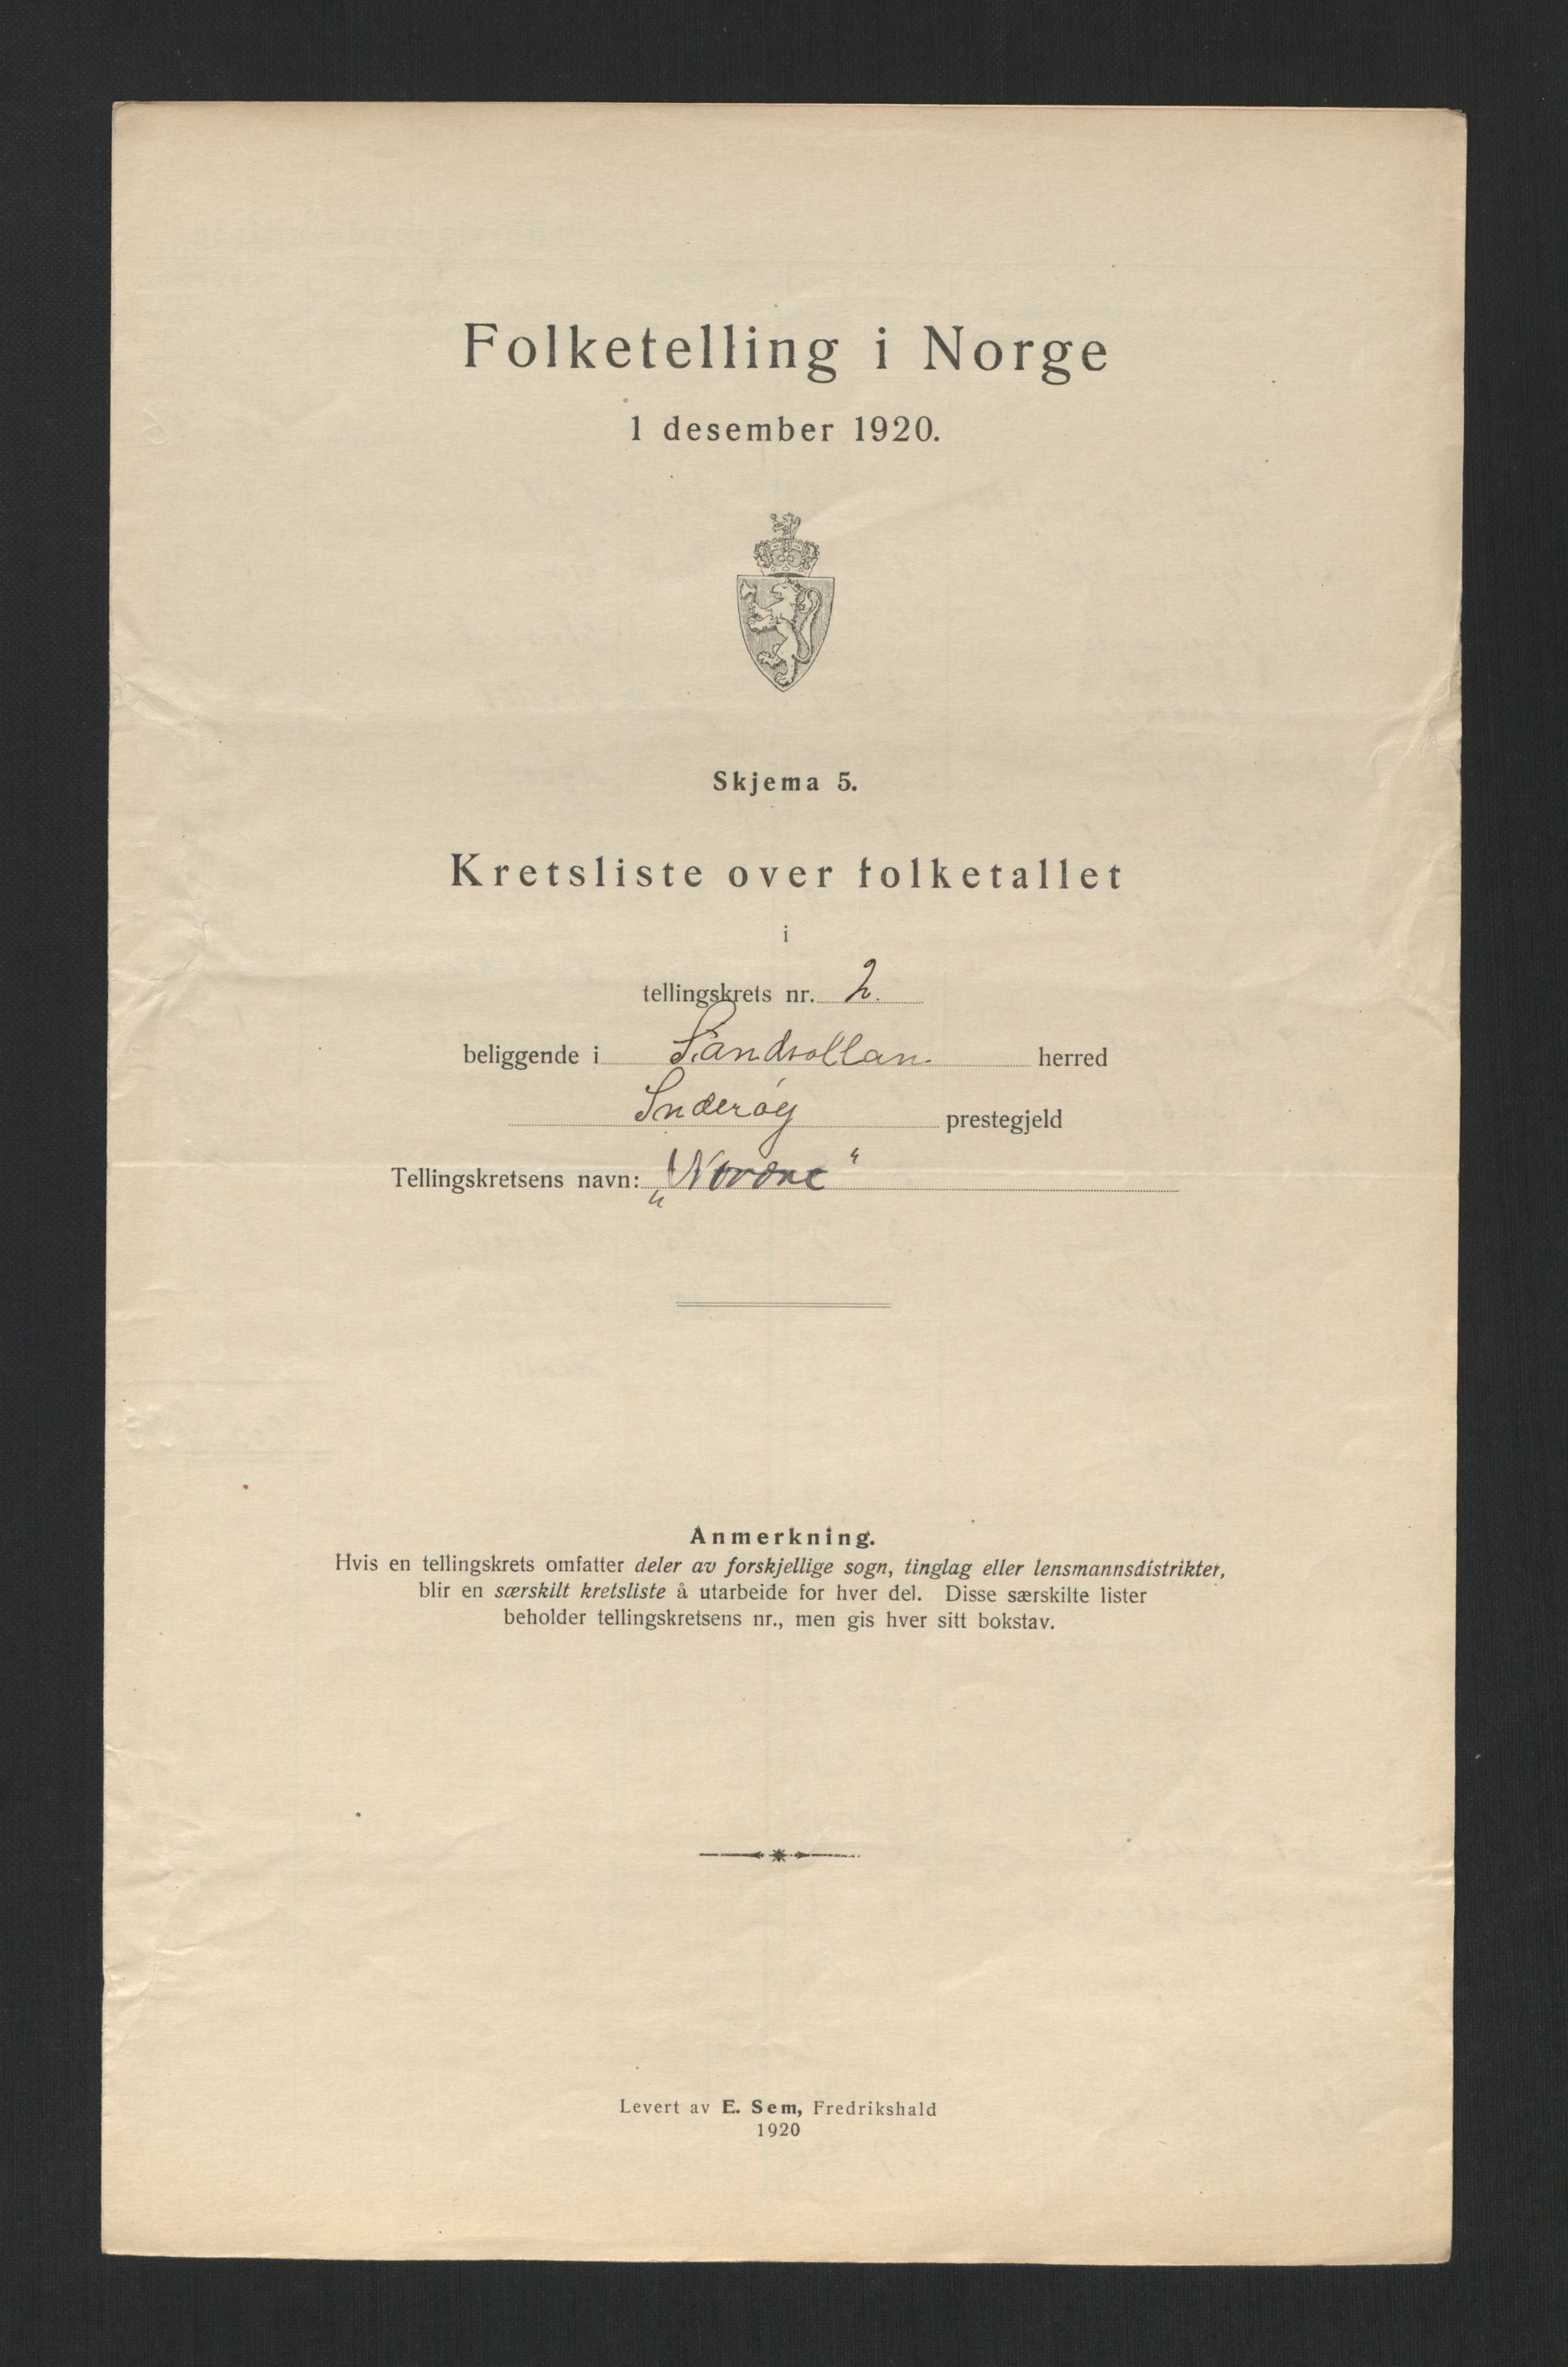 Folketelling i Norge
1 desember 1920.
Skjema 5.
Kretsliste over folketallet
i
tellingskrets nr. 2.
beliggende i Sandvollan herred
Inderøy prestegjeld
Tellingskretsens navn: „Nordre“
Anmerkning.
Hvis en tellingskrets omfatter deler av forskjellige sogn, tinglag eller lensmannsdistrikter,
blir en særskilt kretsliste å utarbeide for hver del. Disse særskilte lister
beholder tellingskretsens nr., men gis hver sitt bokstav.
Levert av E. Sem, Fredrikshald
1920